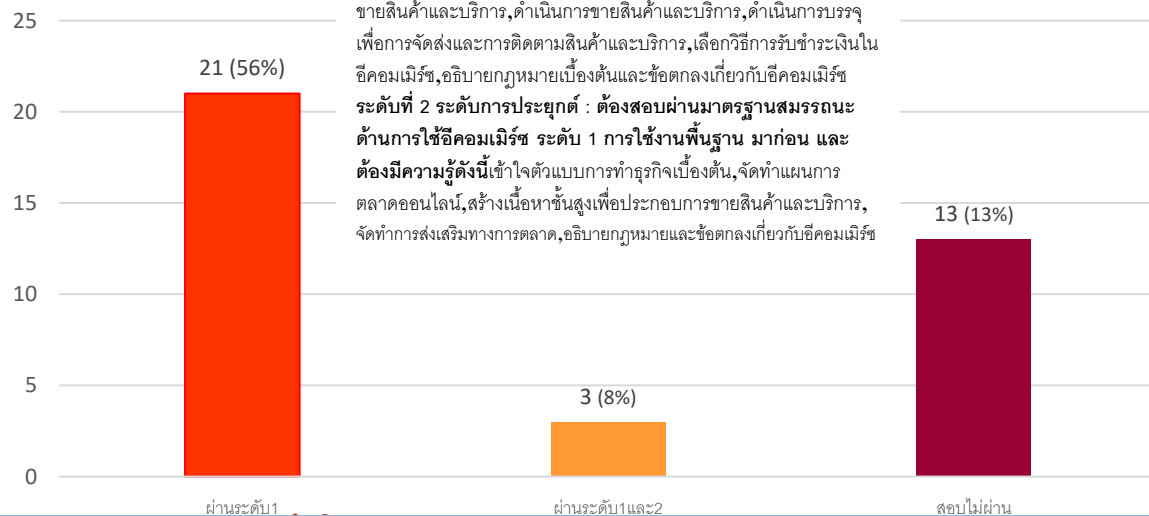 ขายสินค้าและบริการ,ดำเนินการขายสินค้าและบริการ,ดำเนินการบรรจุ
เพื่อการจัดส่งและการติดตามสินค้าและบริการ,เลือกวิธีการรับชำระเงินใน
อีคอมเมิร์ซ,อธิบายกฎหมายเบื้องต้นและข้อตกลงเกี่ยวกับอีคอมเมิร์ซ
ระดับที่ 2 ระดับการประยุกต์ : ต้องสอบผ่านมาตรฐานสมรรถนะ
ด้านการใช้อีคอมเมิร์ซ ระดับ 1 การใช้งานพื้นฐาน มาก่อน และ
ต้องมีความรู้ดังนี้เข้าใจตัวแบบการทำธุรกิจเบื้องต้น,จัดทำแผนการ
ตลาดออนไลน์,สร้างเนื้อหาชั้นสูงเพื่อประกอบการขายสินค้าและบริการ,
จัดทำการส่งเสริมทางการตลาด,อธิบายกฎหมายและข้อตกลงเกี่ยวกับอีคอมเมิร์ซ
25
20
15
10
5
0
21 (56%)
3 (8%)
13 (13%)
ผ่านระดับ1
ผ่านระดับ1และ2
สอบไม่ผ่าน